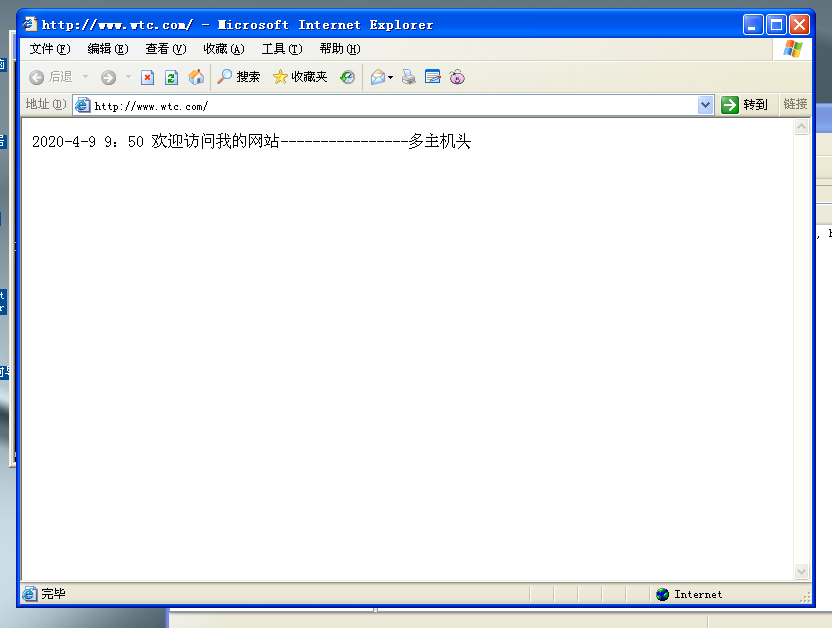 http://www.wtc.com/ - Microsoft Internet Explorer
文件(F) 编辑(E) 查看(V) 收藏(A) 工具(T) 帮助(H)
后退 搜索 收藏夹
地址(D) http://www.wtc.com/ 转到 链接
2020-4-9 9：50 欢迎访问我的网站----------------多主机头
完毕 Internet